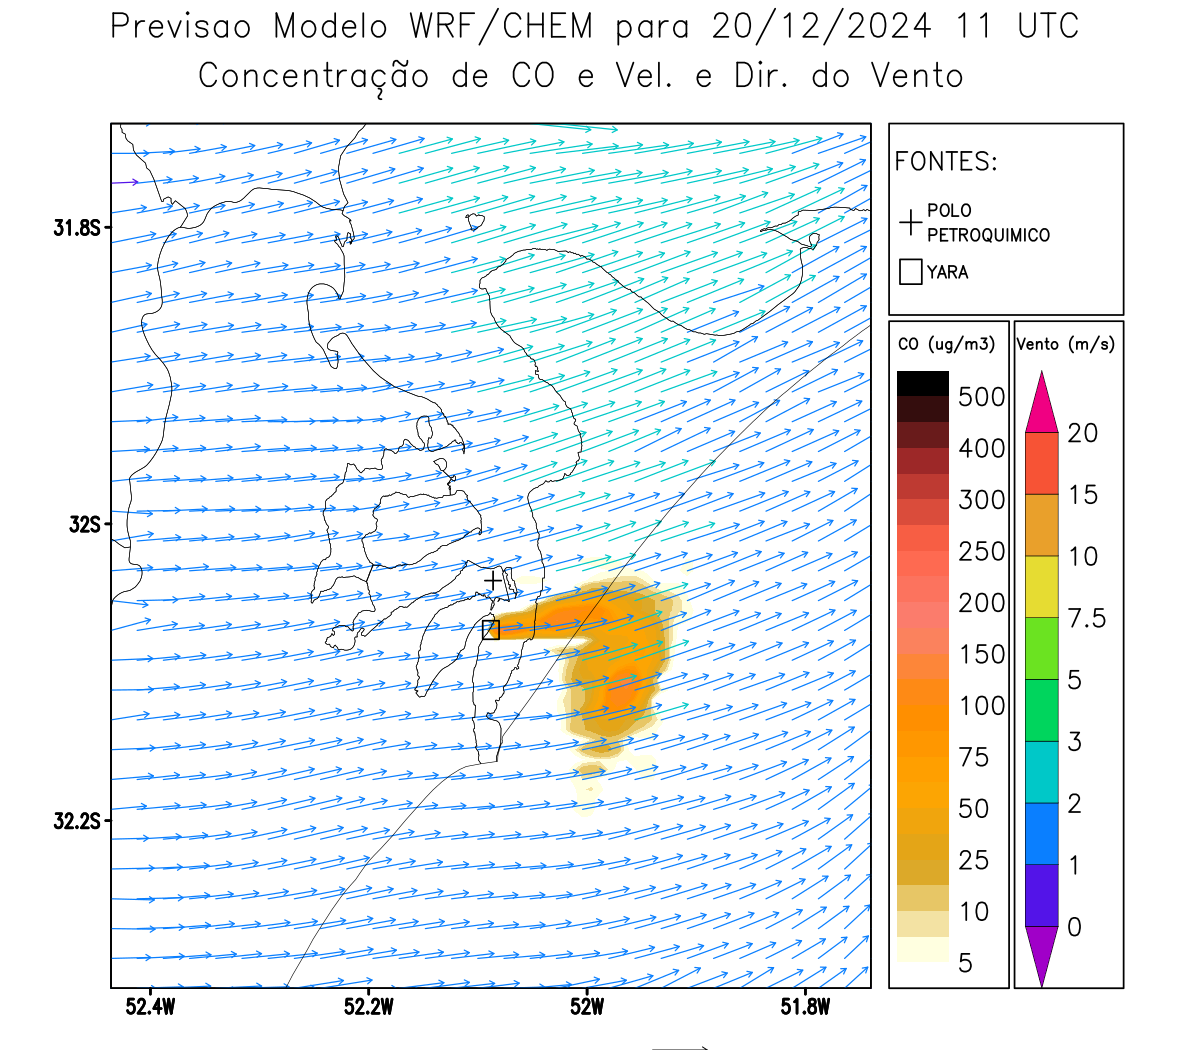 Previsao Modelo WRF/CHEM para 20/12/2024 11 UTC
Concentração de CO e Vel. e Dir. do Vento
FONTES:
POLO
PETROQUIMICO
YARA
31.8S
32S
32.2S
52.4W
52.2W
52W
51.8W
CO (ug/m3)
500
400
300
250
200
150
100
75
50
25
10
5
Vento (m/s)
20
15
10
7.5
5
3
2
1
0